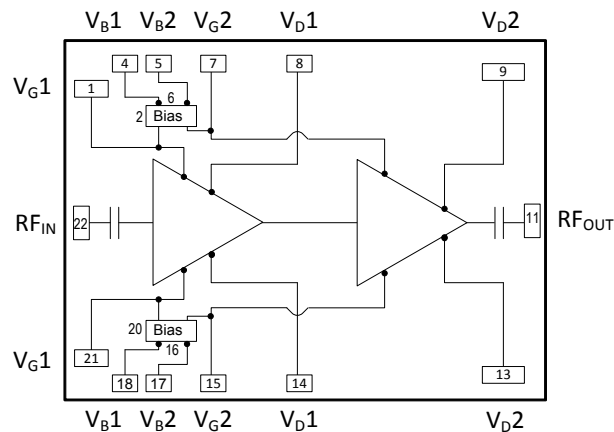 VB1 VB2 VG2 VD1 VD2
4 5 7 8 9
VG1 1 6
2 Bias
RFIN 22 11 RFOUT
20 Bias
VG1 21 16
18 17 15 14 13
VB1 VB2 VG2 VD1 VD2